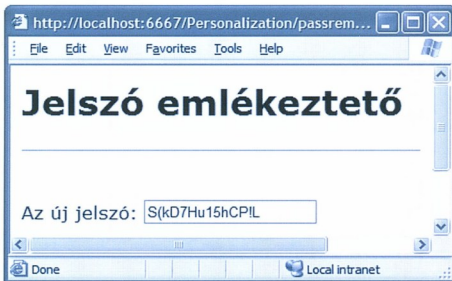 http://localhost:6667/Personalization/passrem...
File Edit View Favorites Tools Help
Jelszó emlékeztető
Az új jelszó: S(kD7Hu15hCP!L
Done Local intranet